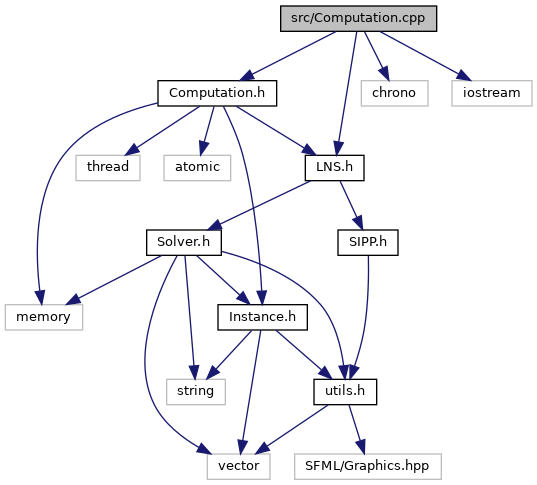 src/Computation.cpp
Computation.h
chrono
iostream
thread
atomic
LNS.h
Solver.h
SIPP.h
memory
Instance.h
string
utils.h
vector
SFML/Graphics.hpp